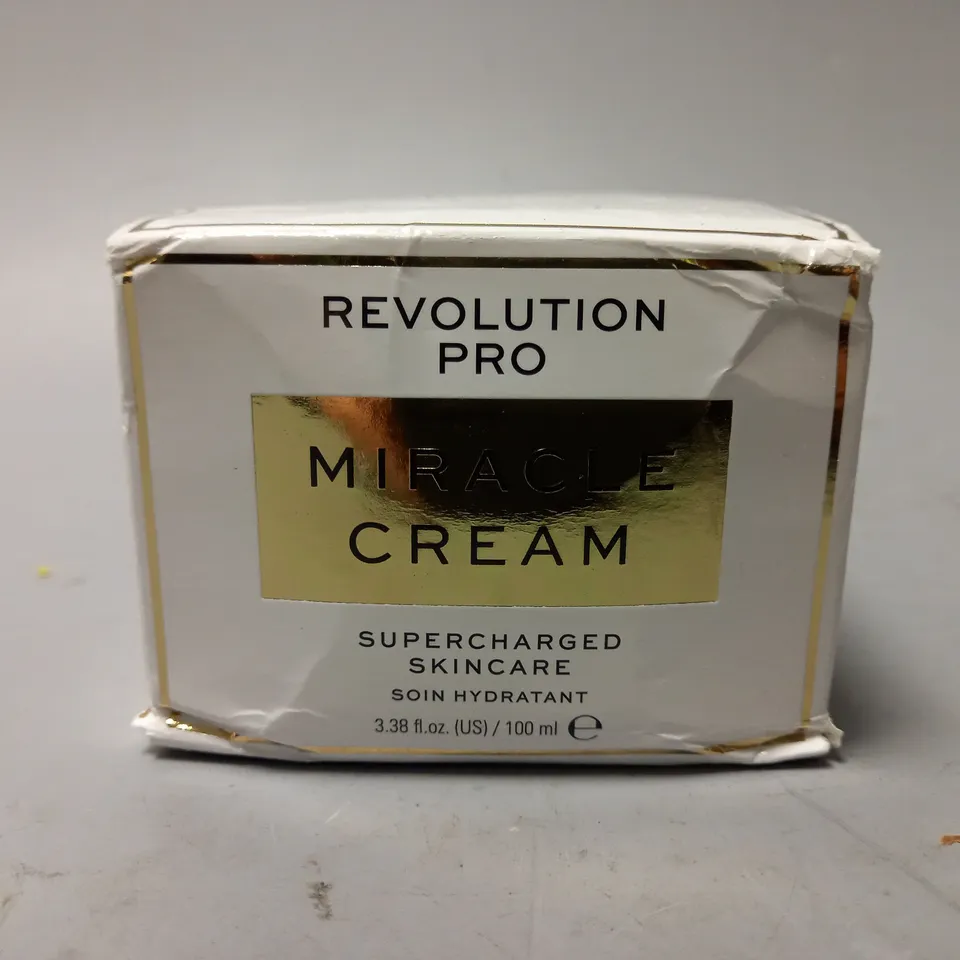 REVOLUTION
PRO
MIRACLE
CREAM
SUPERCHARGED
SKINCARE
SOIN HYDRATANT
3.38 fl.oz. (US) / 100 ml ℮